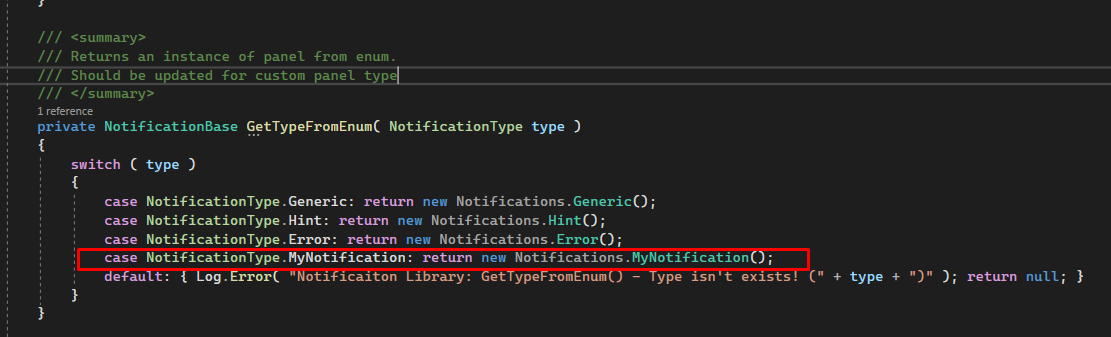 }
/// <summary>
/// Returns an instance of panel from enum.
/// Should be updated for custom panel type
/// </summary>
1 reference
private NotificationBase GetTypeFromEnum( NotificationType type )
{
switch ( type )
{
case NotificationType.Generic: return new Notifications.Generic();
case NotificationType.Hint: return new Notifications.Hint();
case NotificationType.Error: return new Notifications.Error();
case NotificationType.MyNotification: return new Notifications.MyNotification();
default: { Log.Error( "Notificaiton Library: GetTypeFromEnum() - Type isn't exists! (" + type + ")" ); return null; }
}
}